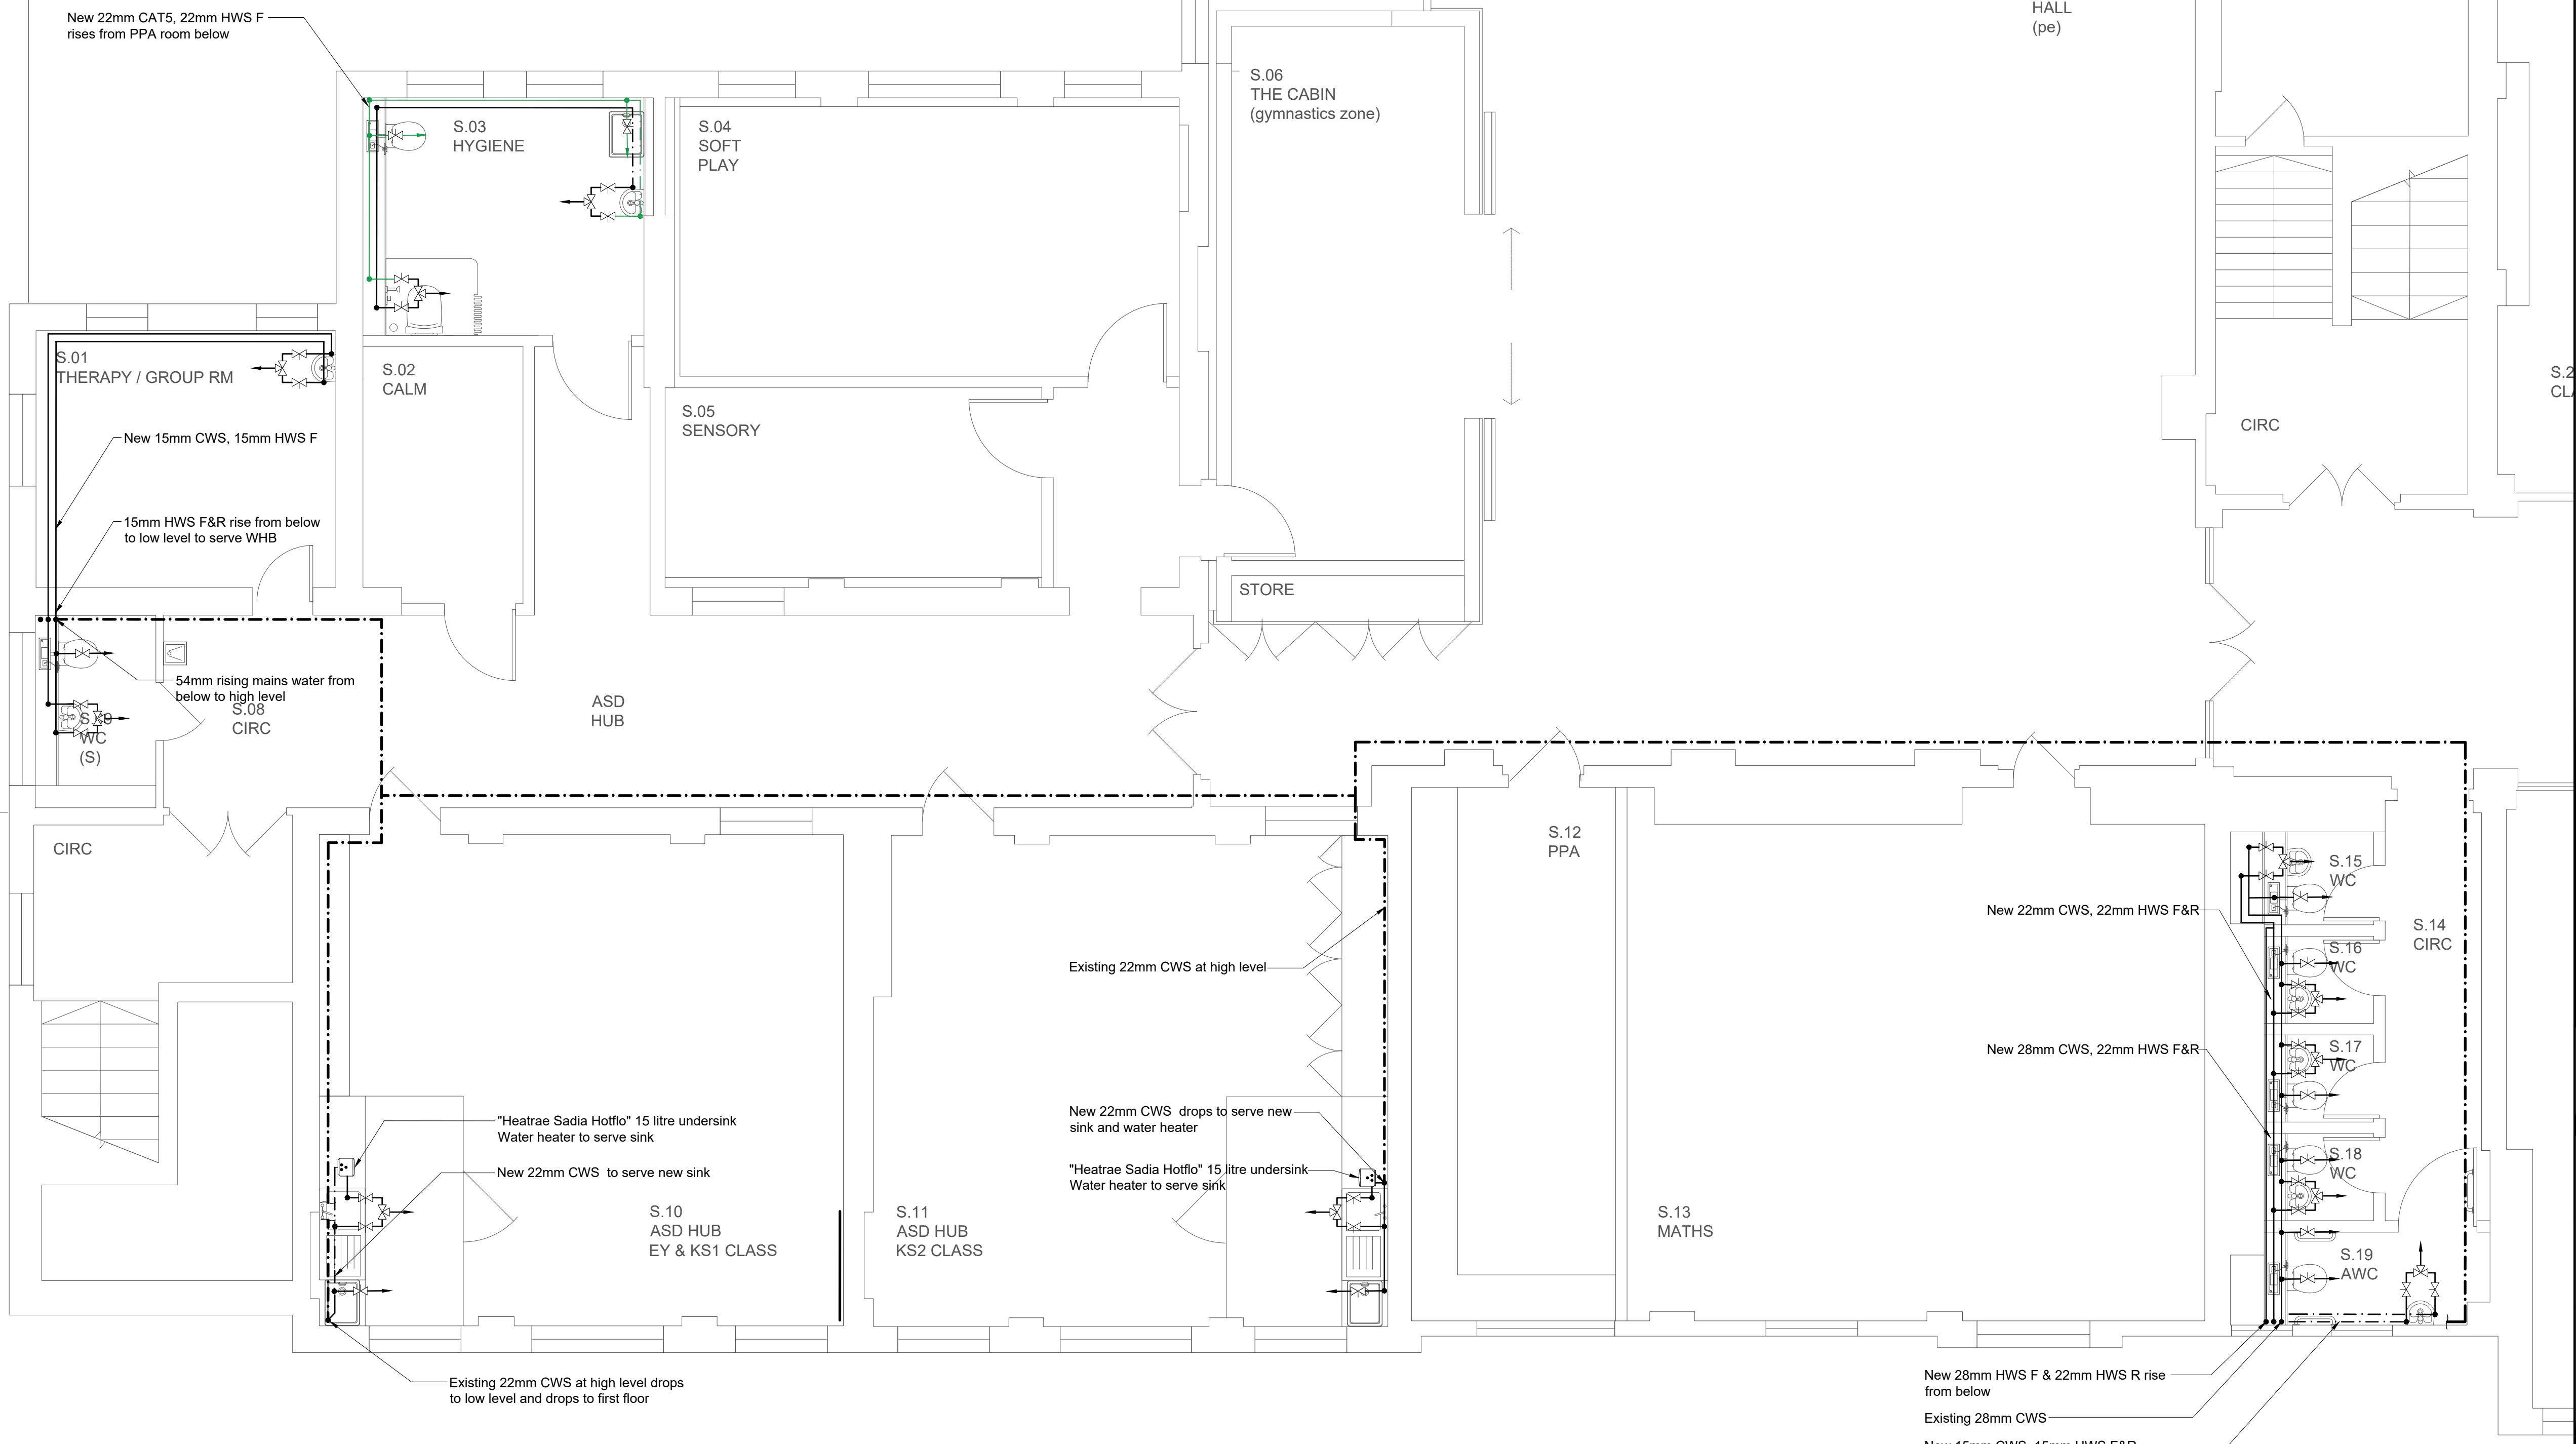 New 22mm CAT5, 22mm HWS F
rises from PPA room below
HALL
(pe)
S.06
THE CABIN
(gymnastics zone)
S.03
HYGIENE
S.04
SOFT
PLAY
S.01
THERAPY / GROUP RM
S.02
CALM
S.05
SENSORY
S.2
CLA
CIRC
New 15mm CWS, 15mm HWS F
15mm HWS F&R rise from below
to low level to serve WHB
STORE
54mm rising mains water from
below to high level
S.08
CIRC
WC
(S)
ASD
HUB
CIRC
S.12
PPA
S.15
WC
New 22mm CWS, 22mm HWS F&R
S.14
CIRC
S.16
WC
Existing 22mm CWS at high level
New 28mm CWS, 22mm HWS F&R
S.17
WC
"Heatrae Sadia Hotflo" 15 litre undersink
Water heater to serve sink
New 22mm CWS drops to serve new
sink and water heater
S.18
WC
New 22mm CWS to serve new sink
"Heatrae Sadia Hotflo" 15 litre undersink
Water heater to serve sink
S.10
ASD HUB
EY & KS1 CLASS
S.11
ASD HUB
KS2 CLASS
S.13
MATHS
S.19
AWC
Existing 22mm CWS at high level drops
to low level and drops to first floor
New 28mm HWS F & 22mm HWS R rise
from below
Existing 28mm CWS
New 15mm CWS, 15mm HWS F&R